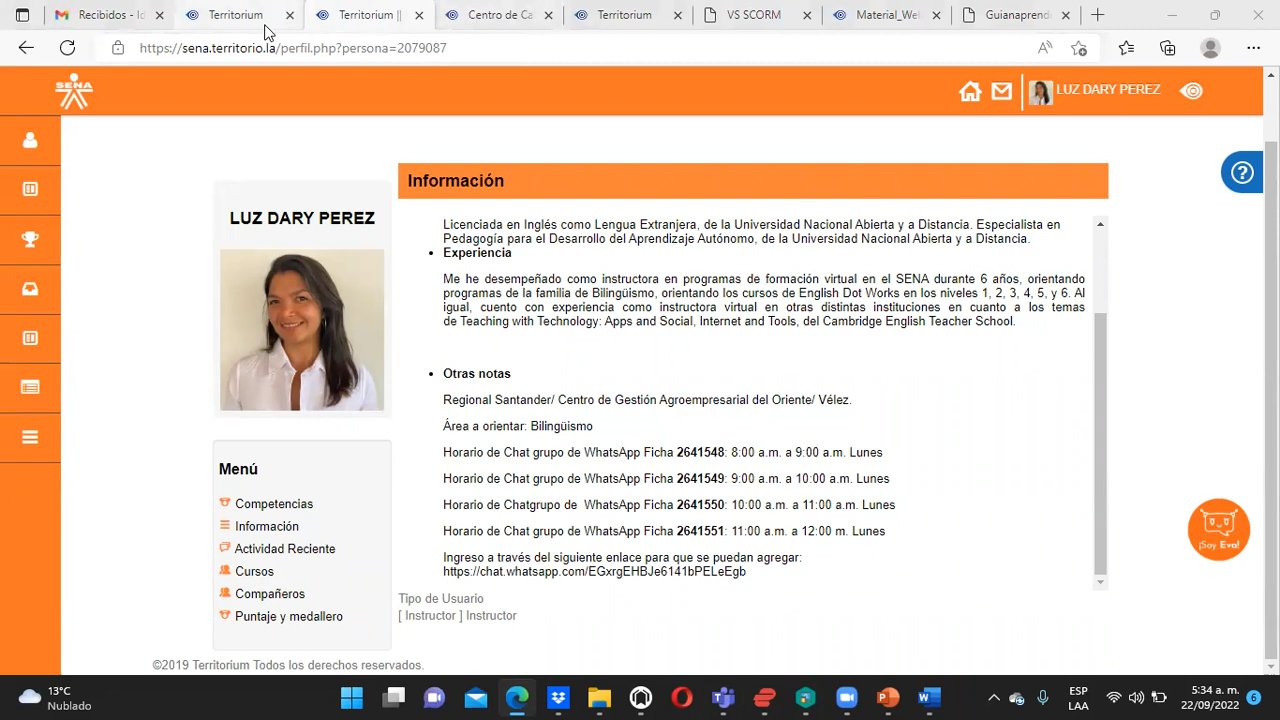 Recibidos - Id
Territorium
Territorium ||
Centro de Ca
Territorium
VS SCORM
Material_We
Guianaprend
https://sena.territorio.la/perfil.php?persona=2079087
SENA
LUZ DARY PEREZ
Información
LUZ DARY PEREZ
Licenciada en Inglés como Lengua Extranjera, de la Universidad Nacional Abierta y a Distancia. Especialista en
Pedagogía para el Desarrollo del Aprendizaje Autónomo, de la Universidad Nacional Abierta y a Distancia.
Experiencia
Me he desempeñado como instructora en programas de formación virtual en el SENA durante 6 años, orientando
programas de la familia de Bilingüismo, orientando los cursos de English Dot Works en los niveles 1, 2, 3, 4, 5, y 6. Al
igual, cuento con experiencia como instructora virtual en otras distintas instituciones en cuanto a los temas
de Teaching with Technology: Apps and Social, Internet and Tools, del Cambridge English Teacher School.
Otras notas
Regional Santander/ Centro de Gestión Agroempresarial del Oriente/ Vélez.
Área a orientar: Bilingüismo
Horario de Chat grupo de WhatsApp Ficha 2641548: 8:00 a.m. a 9:00 a.m. Lunes
Horario de Chat grupo de WhatsApp Ficha 2641549: 9:00 a.m. a 10:00 a.m. Lunes
Horario de Chatgrupo de WhatsApp Ficha 2641550: 10:00 a.m. a 11:00 a.m. Lunes
Horario de Chat grupo de WhatsApp Ficha 2641551: 11:00 a.m. a 12:00 m. Lunes
Ingreso a través del siguiente enlace para que se puedan agregar:
https://chat.whatsapp.com/EGxrgEHBJe6141bPELeEgb
Tipo de Usuario
[ Instructor ] Instructor
Menú
Competencias
Información
Actividad Reciente
Cursos
Compañeros
Puntaje y medallero
¡Soy Eva!
©2019 Territorium Todos los derechos reservados.
13°C
Nublado
ESP
LAA
5:34 a. m.
22/09/2022
6